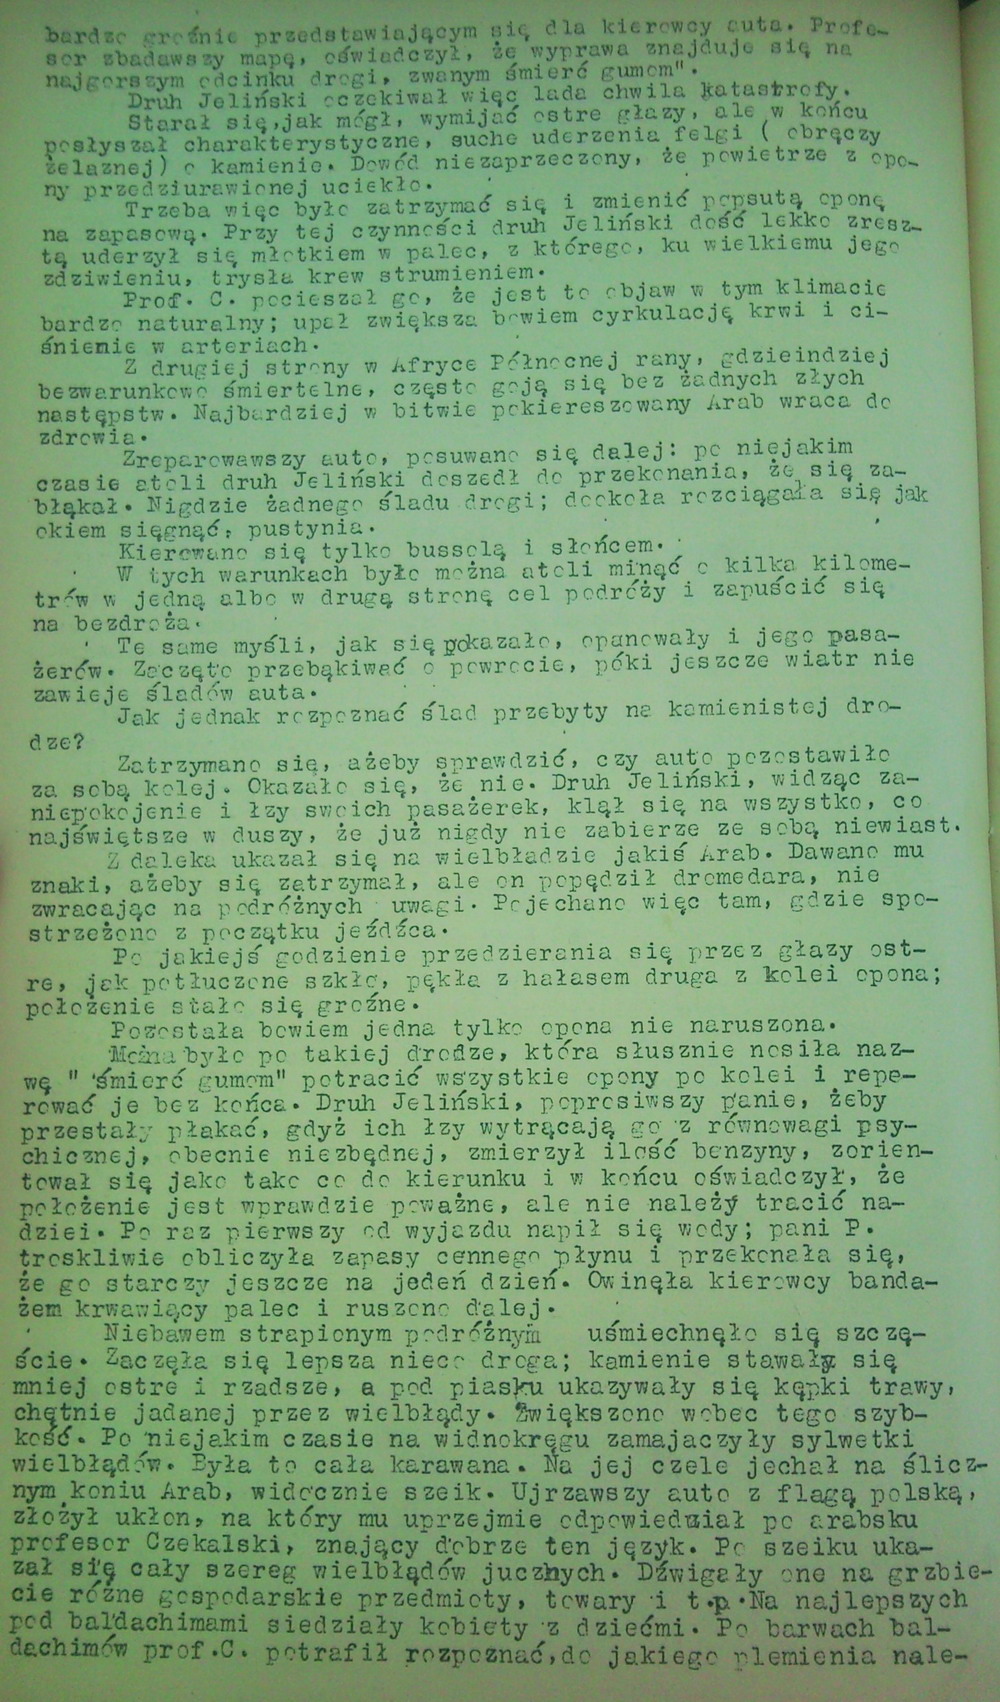 bardzo groźnie przedstawiającym się dla kierowcy auta. Profe-
sor zbadawszy mapę, oświadczył, że wyprawa znajduje się na
najgorszym odcinku drogi, zwanym śmierć gumom".
Druh Jeliński oczekiwał więc lada chwila katastrofy.
Starał się,jak mógł, wymijać ostre głazy, ale w końcu
posłyszał charakterystyczne, suche uderzenia felgi ( obręczy
żelaznej) o kamienie. Dowód niezaprzeczony, że powietrze z opo-
ny przedziurawionej uciekło.
Trzeba więc było zatrzymać się i zmienić popsutą oponę
na zapasową. Przy tej czynności druh Jeliński dość lekko zresz-
tą uderzył się młotkiem w palec, z którego, ku wielkiemu jego
zdziwieniu, trysła krew strumieniem.
Prof. C. pocieszał go, że jest to objaw w tym klimacie
bardzo naturalny; upał zwiększa bowiem cyrkulację krwi i ci-
śnienie w arteriach.
Z drugiej strony w Afryce Północnej rany, gdzieindziej
bezwarunkowo śmiertelne, często goją się bez żadnych złych
następstw. Najbardziej w bitwie pokiereszowany Arab wraca do
zdrowia.
Zreparowawszy auto, posuwano się dalej: po niejakim
czasie atoli druh Jeliński doszedł do przekonania, że się za-
błąkał. Nigdzie żadnego śladu drogi; dookoła rozciągała się jak
okiem sięgnąć, pustynia.
Kierowano się tylko bussolą i słońcem.
W tych warunkach było można atoli minąć o kilka kilome-
trów w jedną albo w drugą stronę cel podróży i zapuścić się
na bezdroża.
Te same myśli, jak się pokazało, opanowały i jego pasa-
żerów. Zaczęto przebąkiwać o powrocie, póki jeszcze wiatr nie
zawieje śladów auta.
Jak jednak rozpoznać ślad przebyty na kamienistej dro-
dze?
Zatrzymano się, ażeby sprawdzić, czy auto pozostawiło
za sobą kolej. Okazało się, że nie. Druh Jeliński, widząc za-
niepokojenie i łzy swoich pasażerek, klął się na wszystko, co
najświętsze w duszy, że już nigdy nie zabierze ze sobą niewiast.
Z daleka ukazał się na wielbłądzie jakiś Arab. Dawano mu
znaki, ażeby się zatrzymał, ale on popędził dromedara, nie
zwracając na podróżnych uwagi. Pojechano więc tam, gdzie spo-
strzeżono z początku jeźdźca.
Po jakiejś godzienie przedzierania się przez głazy ost-
re, jak potłuczone szkło, pękła z hałasem druga z kolei opona;
położenie stało się groźne.
Pozostała bowiem jedna tylko opona nie naruszona.
Można było po takiej drodze, która słusznie nosiła naz-
wę " śmierć gumom" potracić wszystkie opony po kolei i repe-
rować je bez końca. Druh Jeliński, poprosiwszy panie, żeby
przestały płakać, gdyż ich łzy wytrącają go z równowagi psy-
chicznej, obecnie niezbędnej, zmierzył ilość benzyny, zorien-
tował się jako tako co do kierunku i w końcu oświadczył, że
położenie jest wprawdzie poważne, ale nie należy tracić na-
dziei. Po raz pierwszy od wyjazdu napił się wody; pani P.
troskliwie obliczyła zapasy cennego płynu i przekonała się,
że go starczy jeszcze na jedeń dzień. Owinęła kierowcy banda-
żem krwawiący palec i ruszono dalej.
Niebawem strapionym podróżnym uśmiechnęło się szczę-
ście. Zaczęła się lepsza nieco droga; kamienie stawały się
mniej ostre i rzadsze, a pod piasku ukazywały się kępki trawy,
chętnie jadanej przez wielbłądy. Zwiększono wobec tego szyb-
kość. Po niejakim czasie na widnokręgu zamajaczyły sylwetki
wielbłądów. Była to cała karawana. Na jej czele jechał na ślicz-
nym koniu Arab, widocznie szeik. Ujrzawszy auto z flagą polską,
złożył ukłon, na który mu uprzejmie odpowiedział po arabsku
profesor Czekalski, znający dobrze ten język. Po szeiku uka-
zał się cały szereg wielbłądów jucznych. Dźwigały one na grzbie-
cie różne gospodarskie przedmioty, towary i t.p. Na najlepszych
pod baldachimami siedziały kobiety z dziećmi. Po barwach bal-
dachimów prof.C. potrafił rozpoznać,do jakiego plemienia nale-